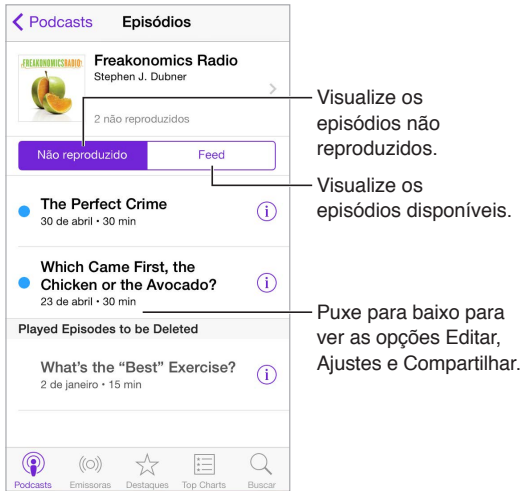 Podcasts
Episódios
FREAKONOMICSRADIO
Freakonomics Radio
Stephen J. Dubner
2 não reproduzidos
Não reproduzido
Feed
The Perfect Crime
30 de abril • 30 min
Which Came First, the
Chicken or the Avocado?
23 de abril • 30 min
Played Episodes to be Deleted
What's the “Best” Exercise?
2 de janeiro • 15 min
Podcasts
Emissoras
Destaques
Top Charts
Buscar
Visualize os
episódios não
reproduzidos.
Visualize os
episódios disponíveis.
Puxe para baixo para
ver as opções Editar,
Ajustes e Compartilhar.